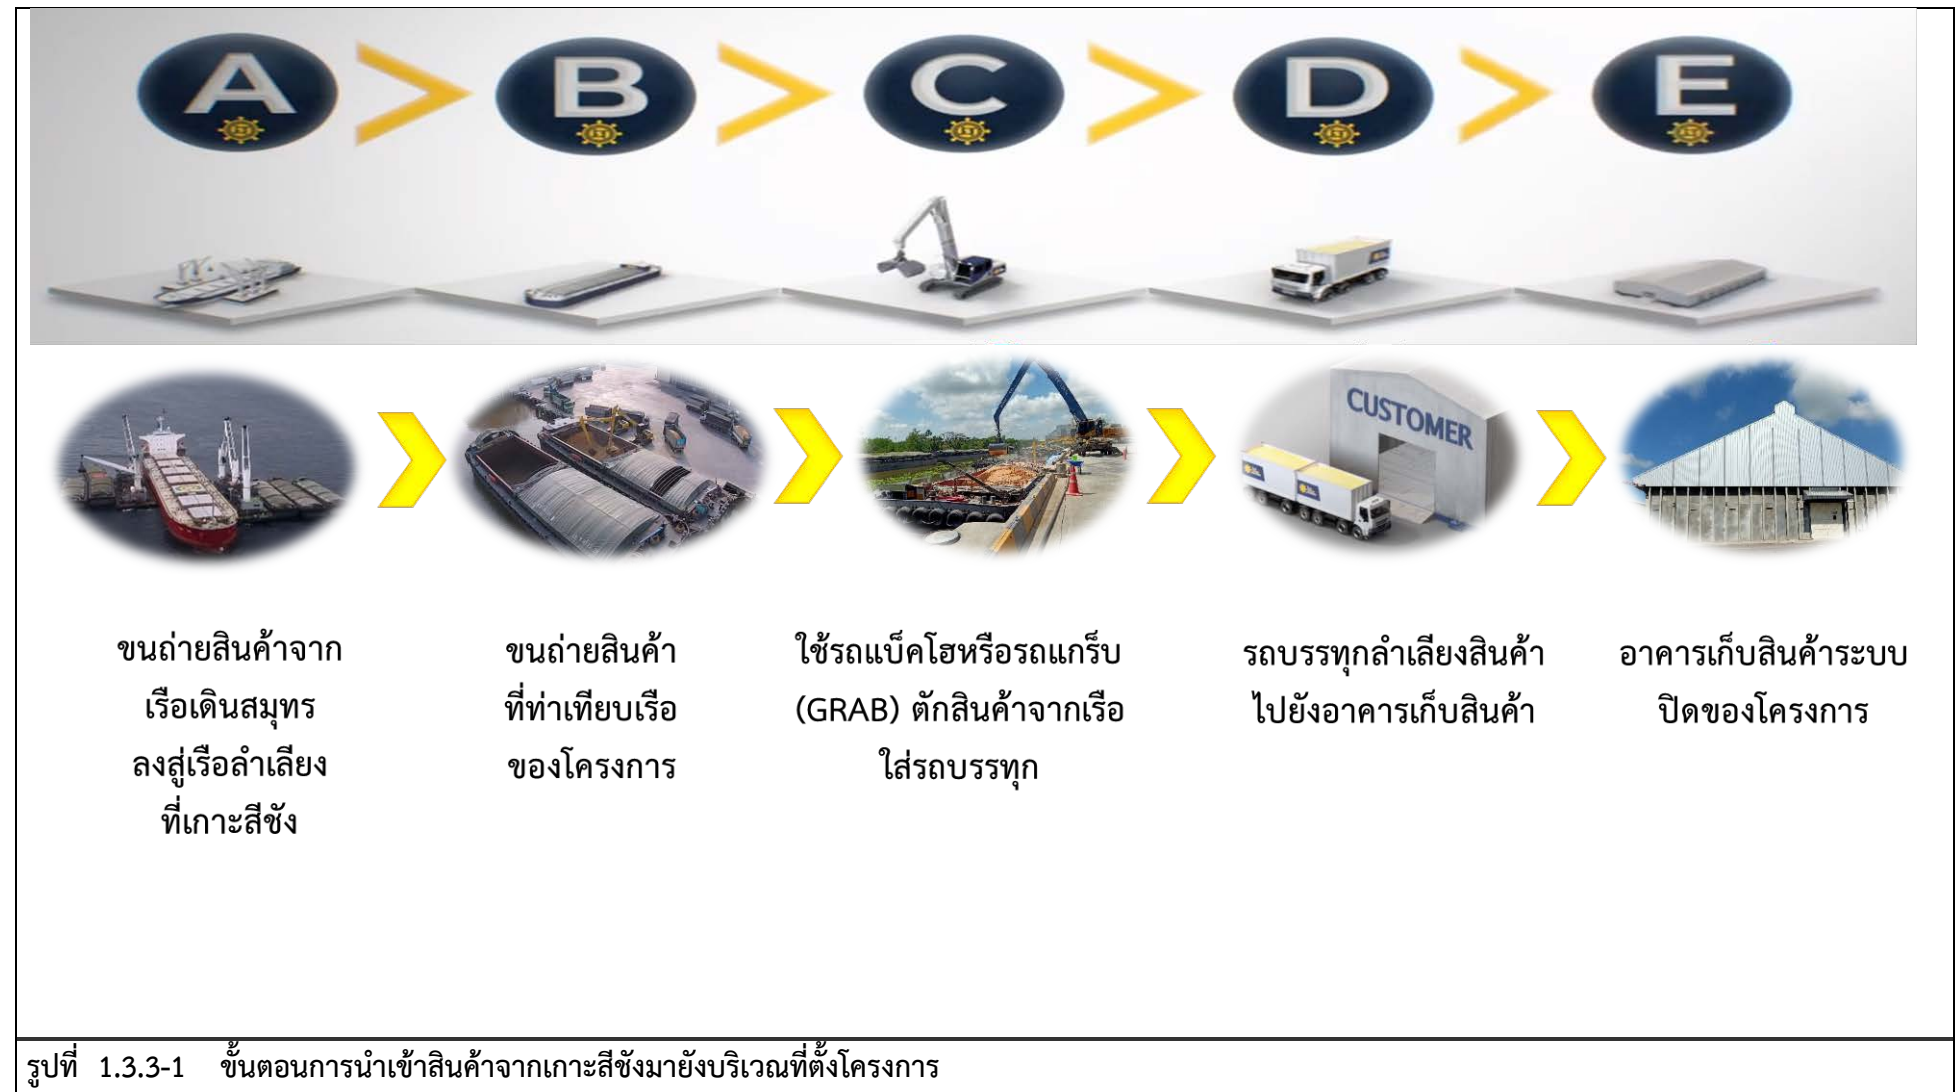 A
B
C
D
E
CUSTOMER
ขนถ่ายสินค้าจาก
เรือเดินสมุทร
ลงสู่เรือลำเลียง
ที่เกาะสีชัง
ขนถ่ายสินค้า
ที่ท่าเทียบเรือ
ของโครงการ
ใช้รถแบ็คโฮหรือรถแกร็บ
(GRAB) ตักสินค้าจากเรือ
ใส่รถบรรทุก
รถบรรทุกลำเลียงสินค้า
ไปยังอาคารเก็บสินค้า
อาคารเก็บสินค้าระบบ
ปิดของโครงการ
รูปที่ 1.3.3-1 ขั้นตอนการนำเข้าสินค้าจากเกาะสีชังมายังบริเวณที่ตั้งโครงการ